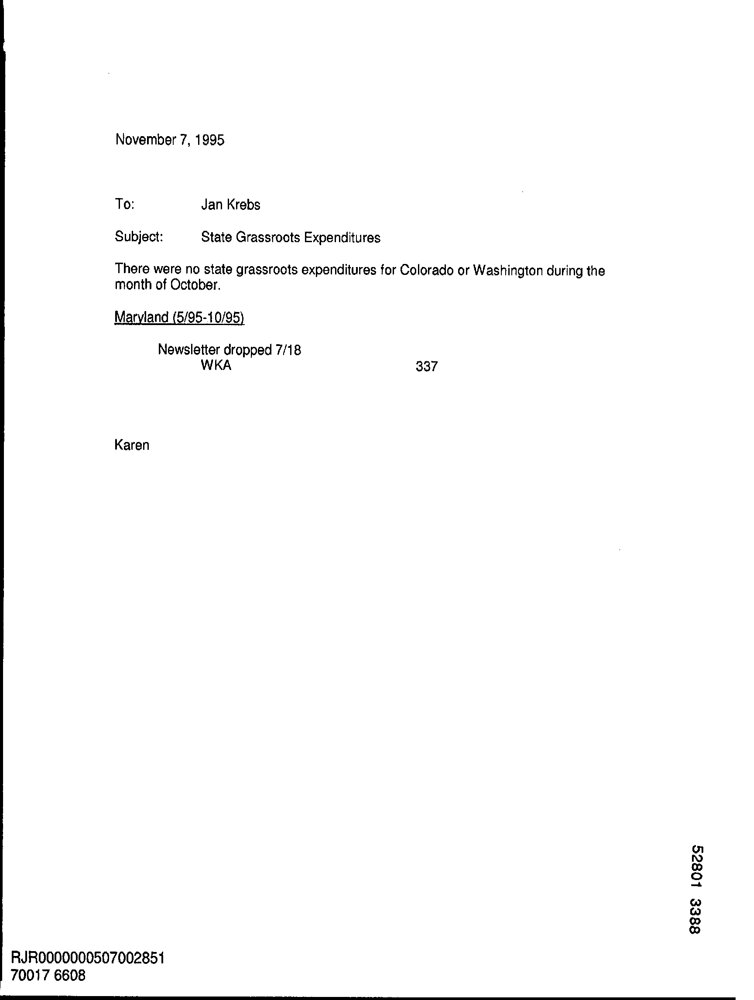 November 7, 1995
To: Jan Krebs
Subject: State Grassroots Expenditures
There were no state grassroots expenditures for Colorado or Washington during the
month of October.
Maryland (5/95-10/95)
Newsletter dropped 7/18
WKA 337
Karen
52801 3388
RJR0000000507002851
70017 6608